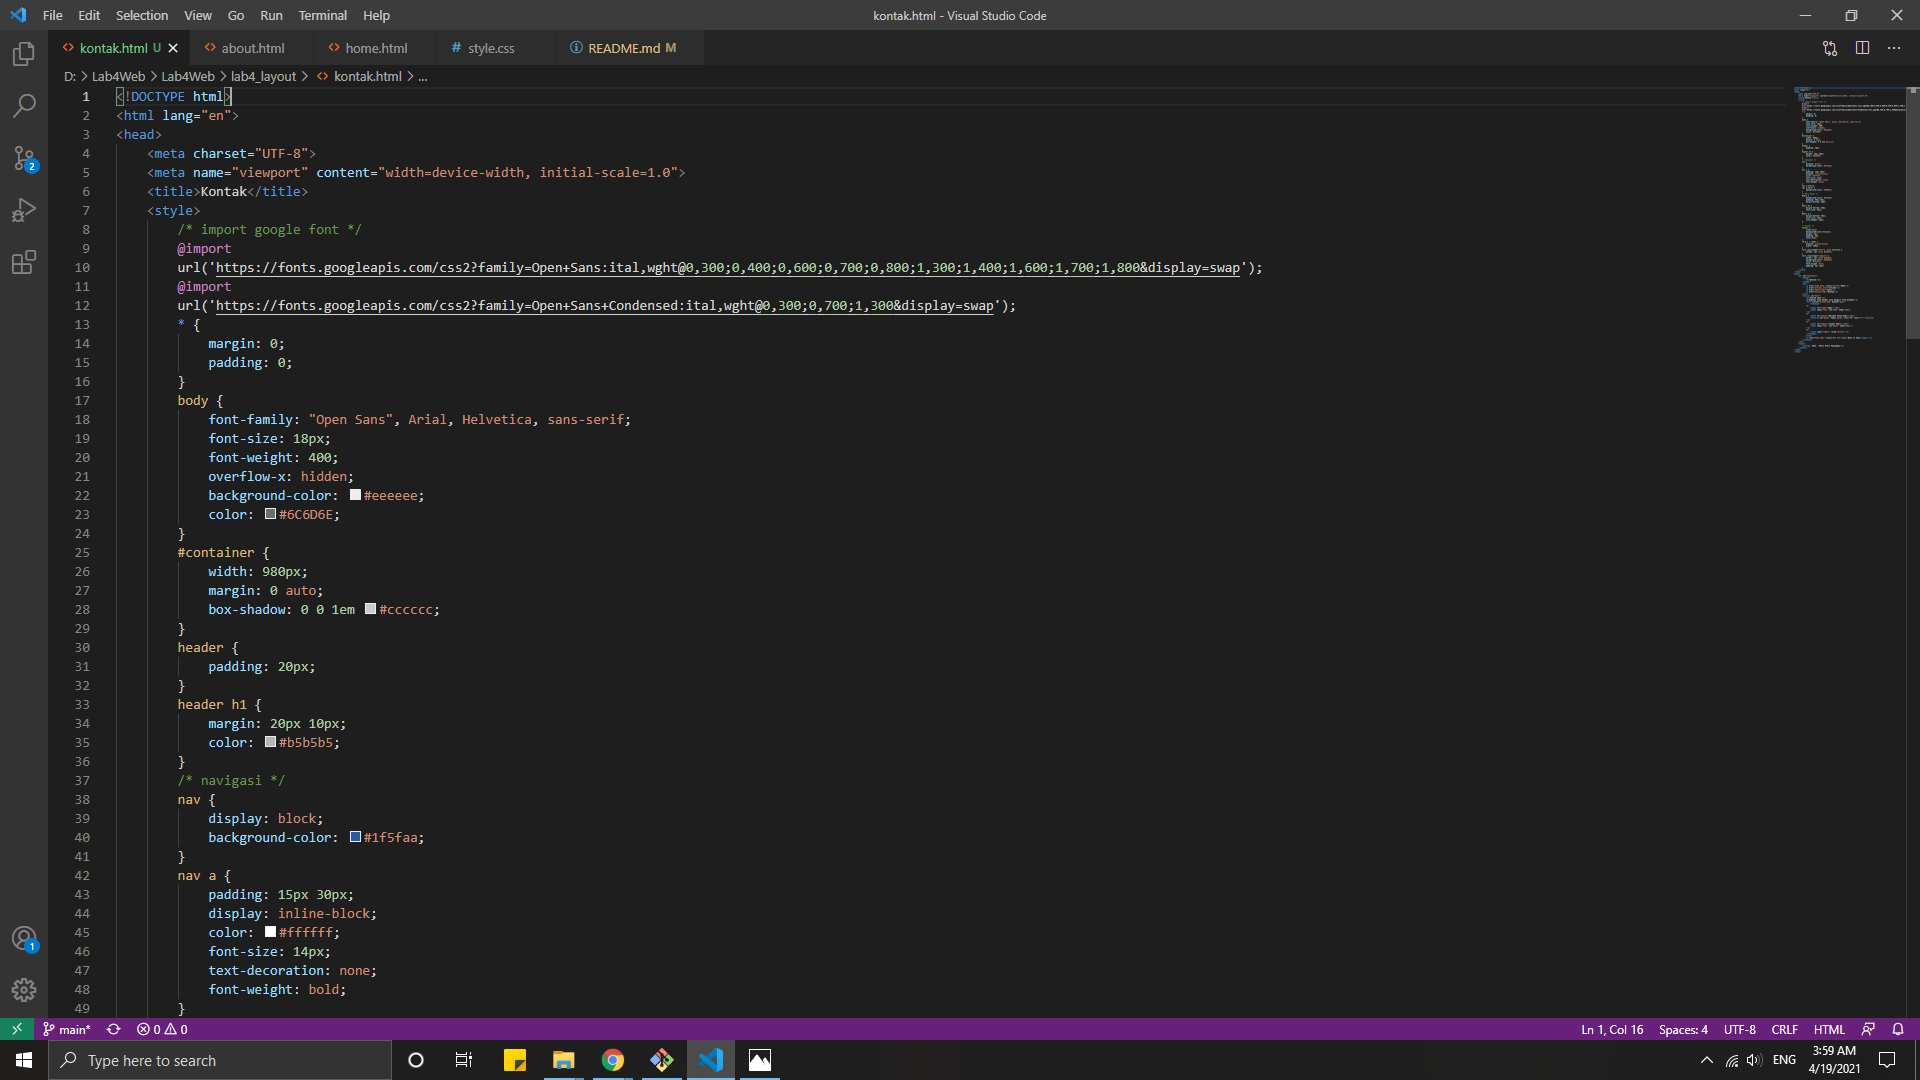 File Edit Selection View Go Run Terminal Help
kontak.html - Visual Studio Code
kontak.html U
about.html
home.html
# style.css
README.md M
D: > Lab4Web > Lab4Web > lab4_layout > <> kontak.html > ...
1 <!DOCTYPE html>
2 <html lang="en">
3 <head>
4 <meta charset="UTF-8">
5 <meta name="viewport" content="width=device-width, initial-scale=1.0">
6 <title>Kontak</title>
7 <style>
8 /* import google font */
9 @import
10 url('https://fonts.googleapis.com/css2?family=Open+Sans:ital,wght@0,300;0,400;0,600;0,700;0,800;1,300;1,400;1,600;1,700;1,800&display=swap');
11 @import
12 url('https://fonts.googleapis.com/css2?family=Open+Sans+Condensed:ital,wght@0,300;0,700;1,300&display=swap');
13 * {
14 margin: 0;
15 padding: 0;
16 }
17 body {
18 font-family: "Open Sans", Arial, Helvetica, sans-serif;
19 font-size: 18px;
20 font-weight: 400;
21 overflow-x: hidden;
22 background-color: #eeeeee;
23 color: #6C6D6E;
24 }
25 #container {
26 width: 980px;
27 margin: 0 auto;
28 box-shadow: 0 0 1em #cccccc;
29 }
30 header {
31 padding: 20px;
32 }
33 header h1 {
34 margin: 20px 10px;
35 color: #b5b5b5;
36 }
37 /* navigasi */
38 nav {
39 display: block;
40 background-color: #1f5faa;
41 }
42 nav a {
43 padding: 15px 30px;
44 display: inline-block;
45 color: #ffffff;
46 font-size: 14px;
47 text-decoration: none;
48 font-weight: bold;
49 }
2
1
main* 0 0
Ln 1, Col 16 Spaces: 4 UTF-8 CRLF HTML
Type here to search
ENG
3:59 AM
4/19/2021